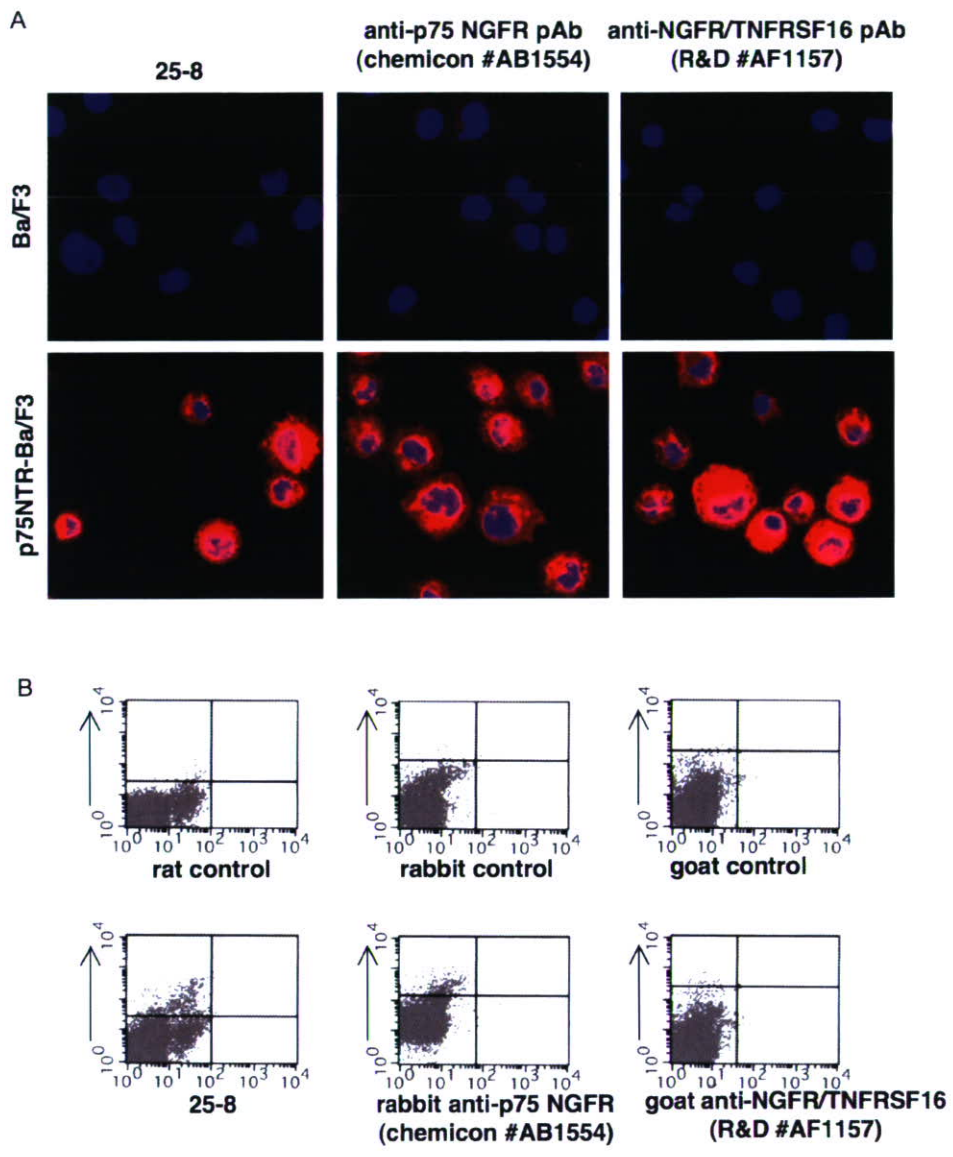 A
25-8
anti-p75 NGFR pAb
(chemicon #AB1554)
anti-NGFR/TNFRSF16 pAb
(R&D #AF1157)
Ba/F3
p75NTR-Ba/F3
B
10^4
10^0
10^0 10^1 10^2 10^3 10^4
rat control
10^4
10^0
10^0 10^1 10^2 10^3 10^4
rabbit control
10^4
10^0
10^0 10^1 10^2 10^3 10^4
goat control
10^4
10^0
10^0 10^1 10^2 10^3 10^4
25-8
10^4
10^0
10^0 10^1 10^2 10^3 10^4
rabbit anti-p75 NGFR
(chemicon #AB1554)
10^4
10^0
10^0 10^1 10^2 10^3 10^4
goat anti-NGFR/TNFRSF16
(R&D #AF1157)